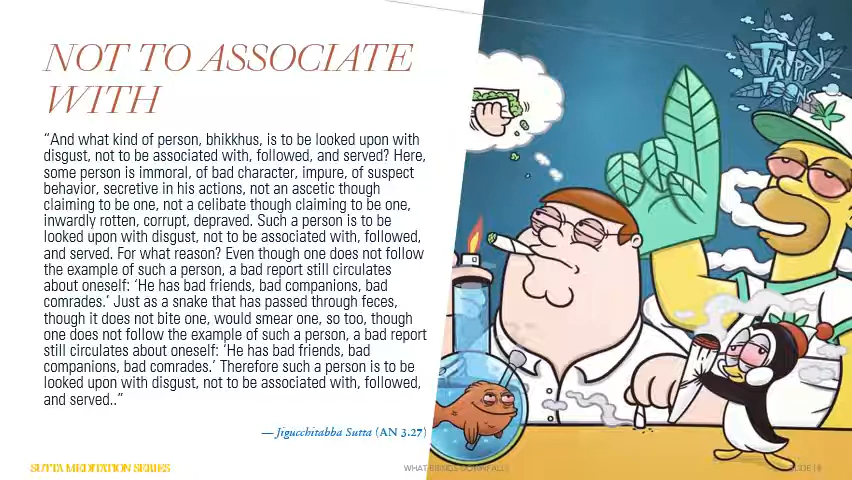 NOT TO ASSOCIATE
WITH
“And what kind of person, bhikkhus, is to be looked upon with
disgust, not to be associated with, followed, and served? Here,
some person is immoral, of bad character, impure, of suspect
behavior, secretive in his actions, not an ascetic though
claiming to be one, not a celibate though claiming to be one,
inwardly rotten, corrupt, depraved. Such a person is to be
looked upon with disgust, not to be associated with, followed,
and served. For what reason? Even though one does not follow
the example of such a person, a bad report still circulates
about oneself: ‘He has bad friends, bad companions, bad
comrades.’ Just as a snake that has passed through feces,
though it does not bite one, would smear one, so too, though
one does not follow the example of such a person, a bad report
still circulates about oneself: ‘He has bad friends, bad
companions, bad comrades.’ Therefore such a person is to be
looked upon with disgust, not to be associated with, followed,
and served..”
— Jigucchitabba Sutta (AN 3.27)
TRIPPY
TOONS
SUTTA MEDITATION SERIES
WHAT BRINGS DOWNFALL